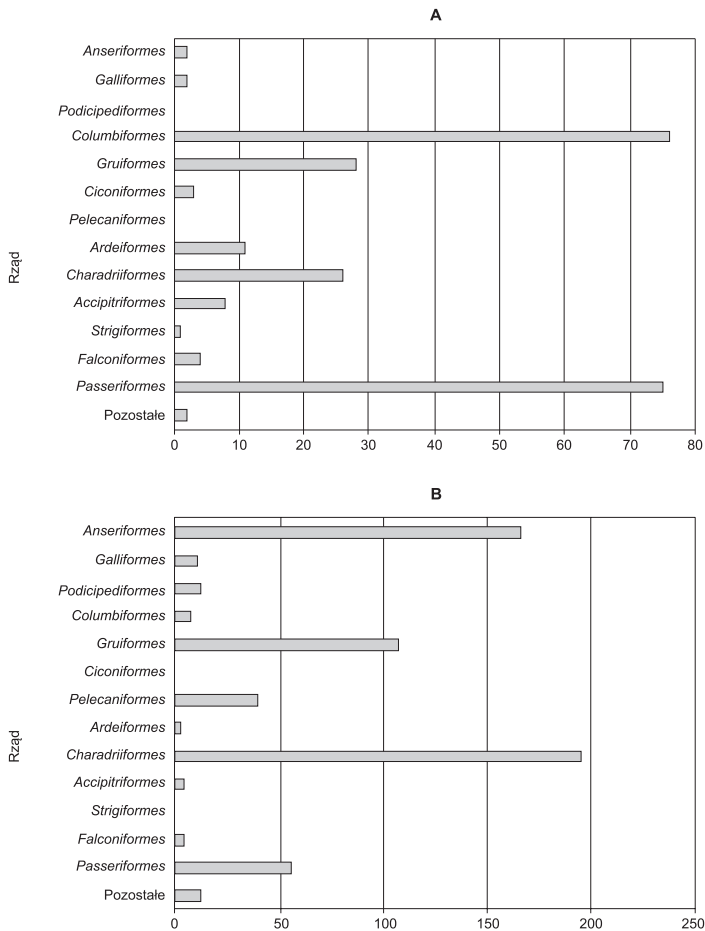 A
Anseriformes
Galliformes
Podicipediformes
Columbiformes
Gruiformes
Ciconiformes
Pelecaniformes
Ardeiformes
Charadriiformes
Accipitriformes
Strigiformes
Falconiformes
Passeriformes
Pozostałe
Rząd
0 10 20 30 40 50 60 70 80
B
Anseriformes
Galliformes
Podicipediformes
Columbiformes
Gruiformes
Ciconiformes
Pelecaniformes
Ardeiformes
Charadriiformes
Accipitriformes
Strigiformes
Falconiformes
Passeriformes
Pozostałe
Rząd
0 50 100 150 200 250